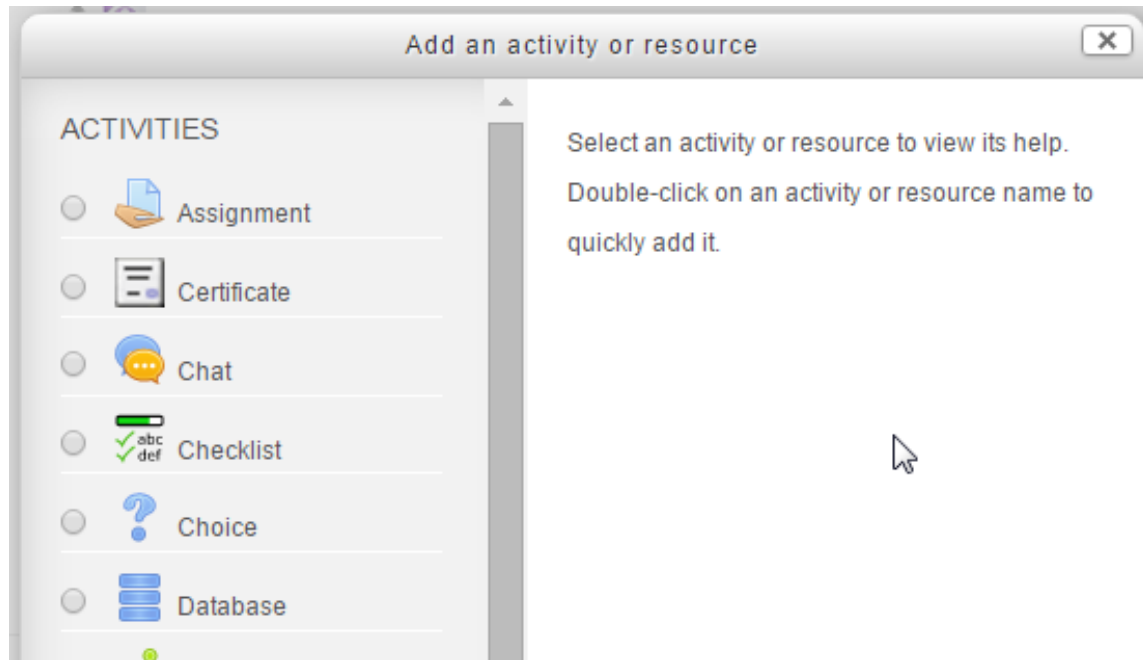 Add an activity or resource
ACTIVITIES
Assignment
Certificate
Chat
abc
def
Checklist
Choice
Database
Select an activity or resource to view its help.
Double-click on an activity or resource name to
quickly add it.